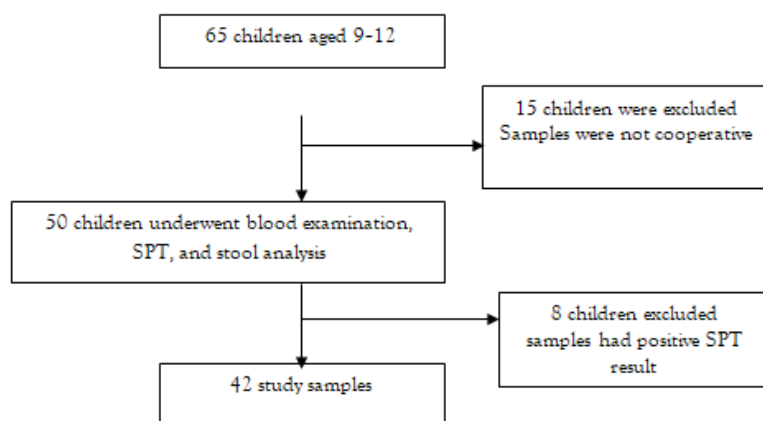 65 children aged 9-12
15 children were excluded
Samples were not cooperative
50 children underwent blood examination,
SPT, and stool analysis
8 children excluded
samples had positive SPT
result
42 study samples